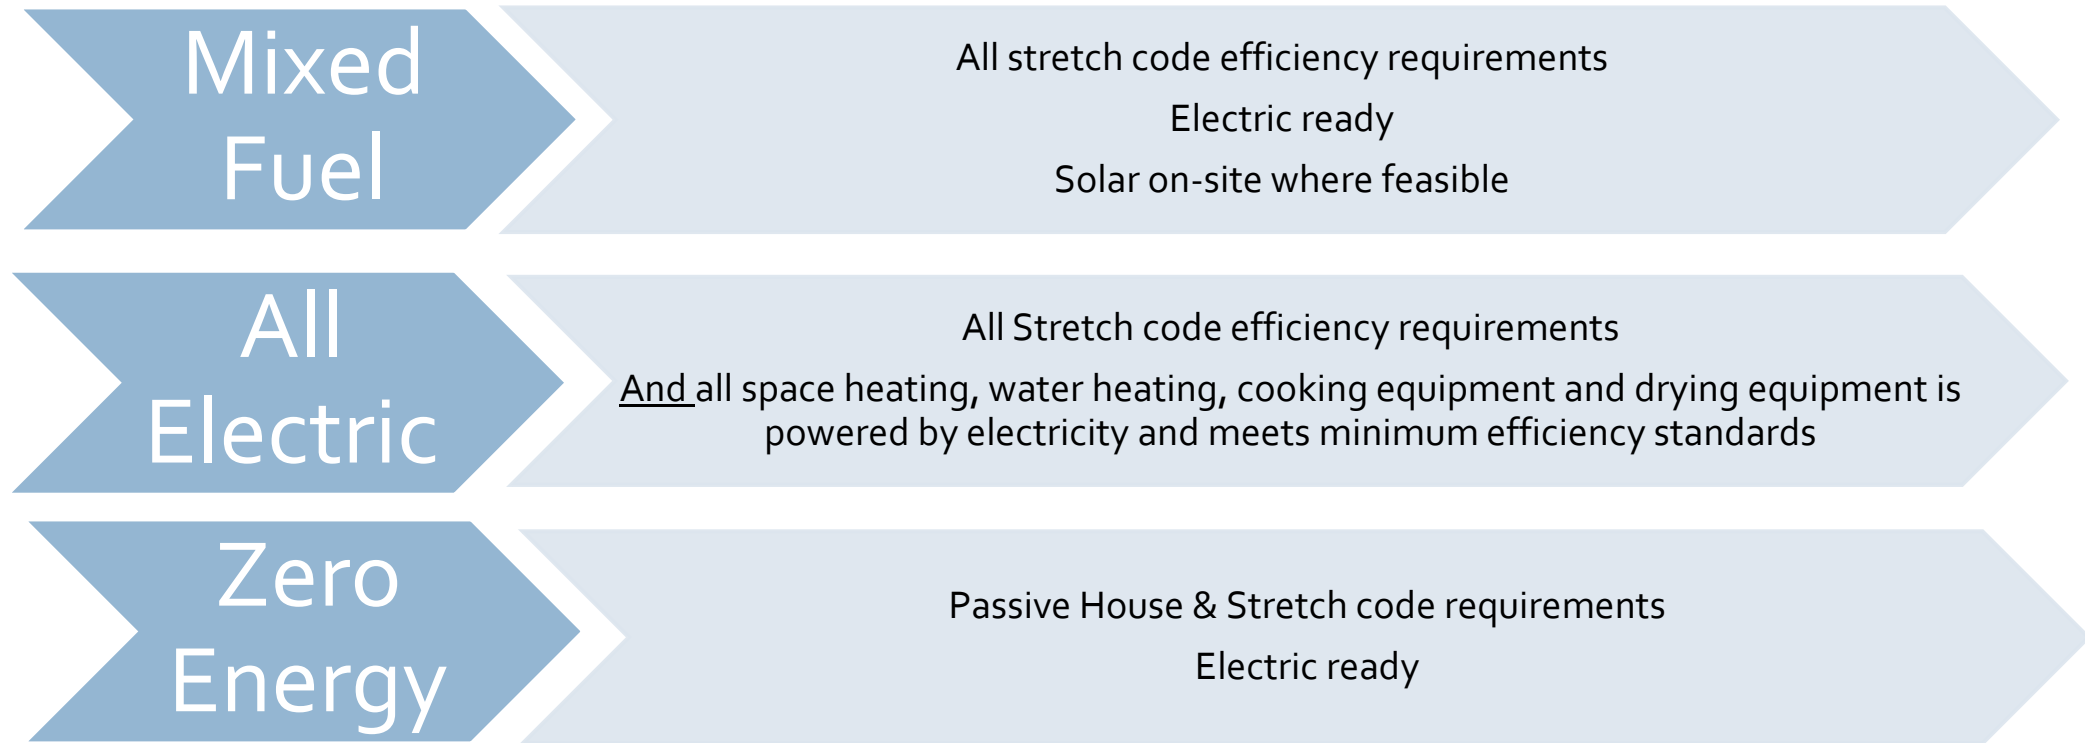 Mixed
Fuel
All stretch code efficiency requirements
Electric ready
Solar on-site where feasible
All
Electric
All Stretch code efficiency requirements
And all space heating, water heating, cooking equipment and drying equipment is
powered by electricity and meets minimum efficiency standards
Zero
Energy
Passive House & Stretch code requirements
Electric ready